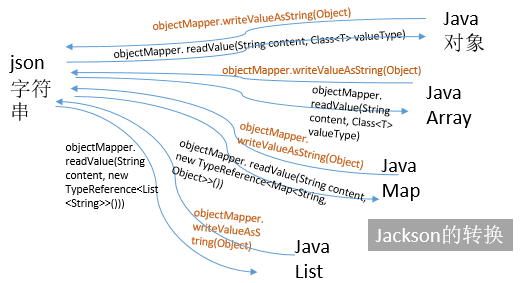 objectMapper.writeValueAsString(Object)
Java
对象
objectMapper. readValue(String content, Class<T> valueType)
json
字符
串
objectMapper.writeValueAsString(Object)
Java
Array
objectMapper.
readValue(String
content, Class<T>
valueType)
objectMapper.
writeValueAsString(Object)
Java
Map
objectMapper. readValue(String content,
new TypeReference<Map<String,
Object>>())
objectMapper.
readValue(String
content, new
TypeReference<List
<String>>()))
objectMapper.
writeValueAsS
tring(Object)
Java
List
Jackson的转换